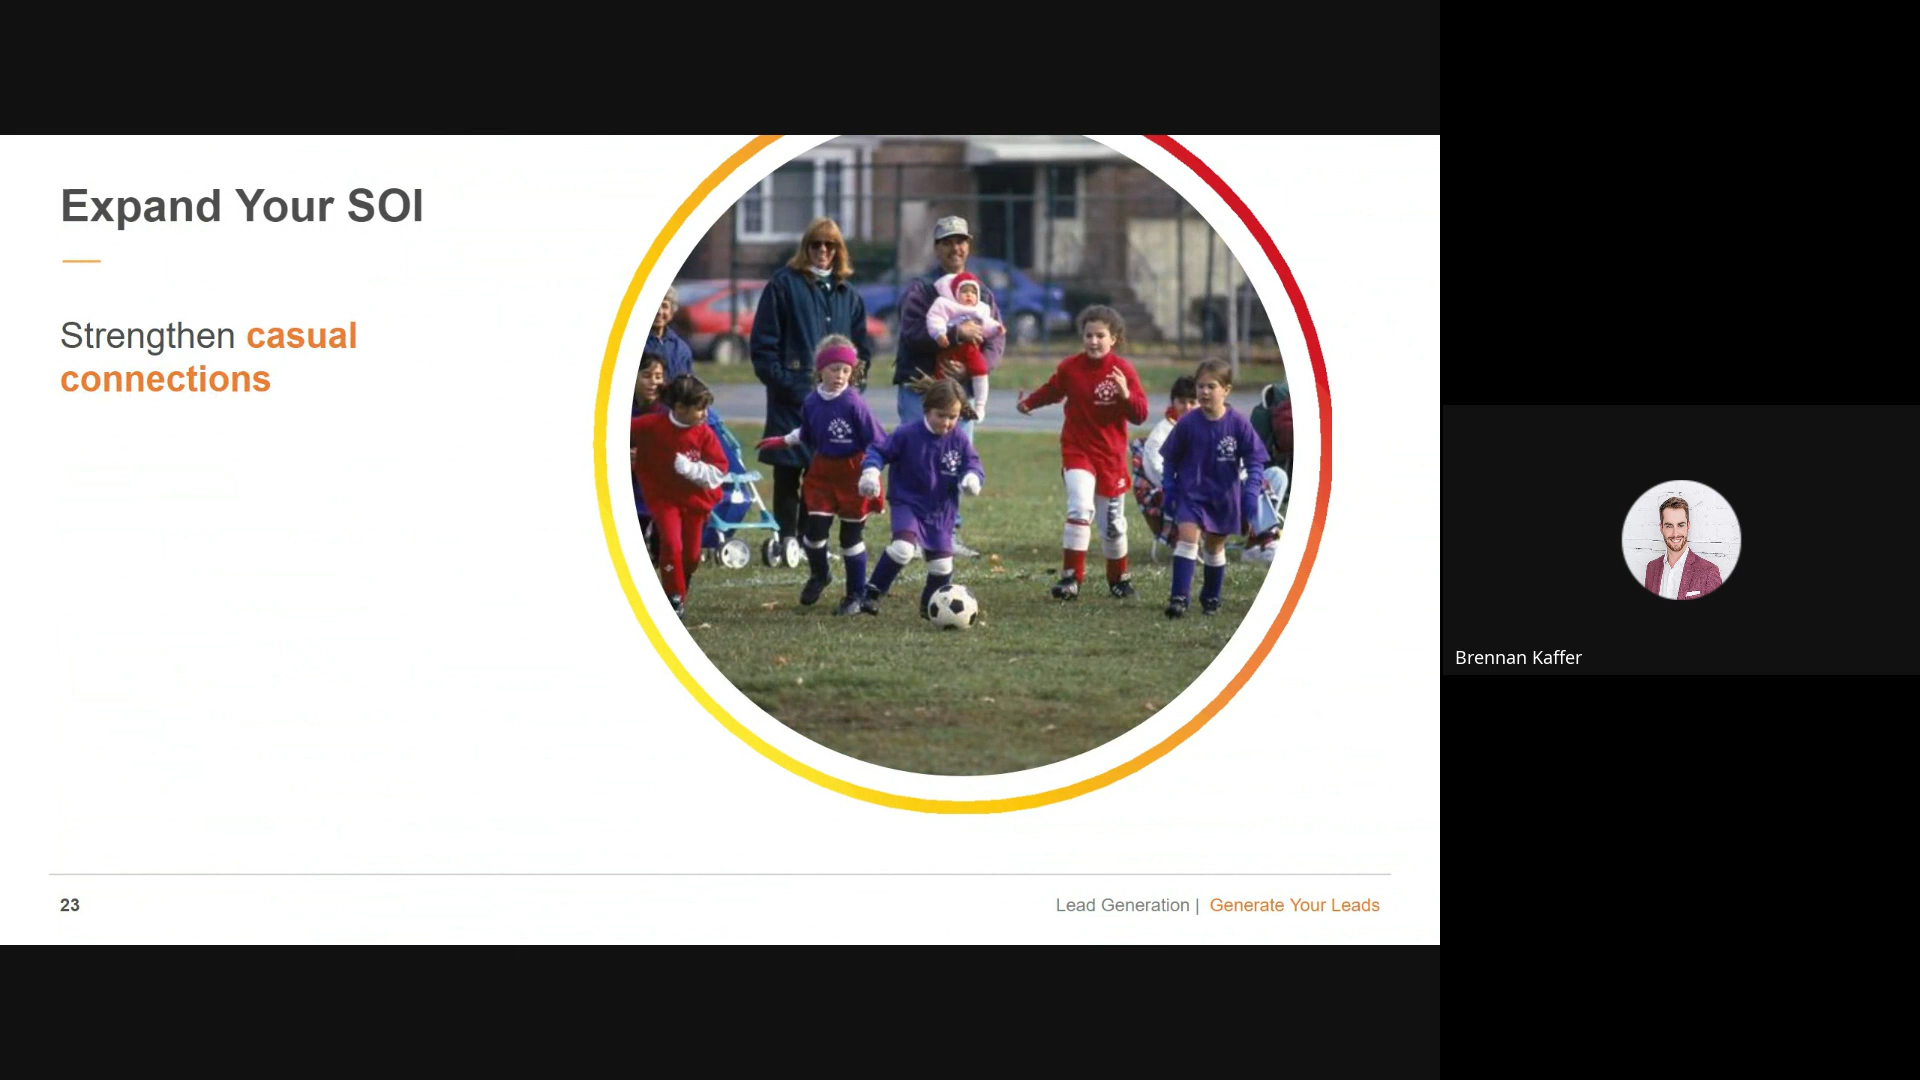 Expand Your SOI
Strengthen casual
connections
23
Lead Generation | Generate Your Leads
Brennan Kaffer